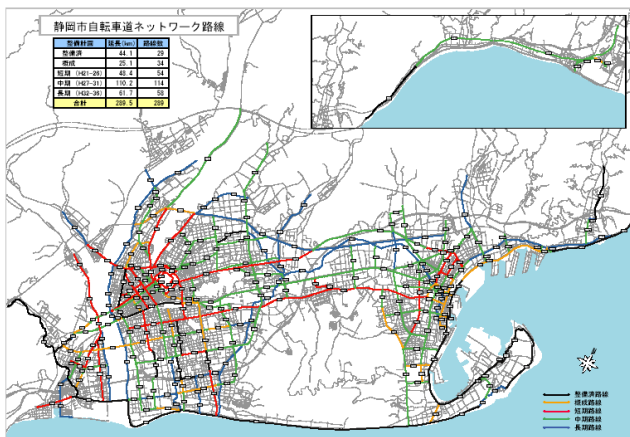 静岡市自転車道ネットワーク路線
整備計画 延長(km) 路線数
整備済 44.1 29
概成 25.1 34
短期 (H21-26) 48.4 54
中期 (H27-31) 110.2 114
長期 (H32-36) 61.7 58
合計 289.5 289
整備済路線
概成路線
短期路線
中期路線
長期路線